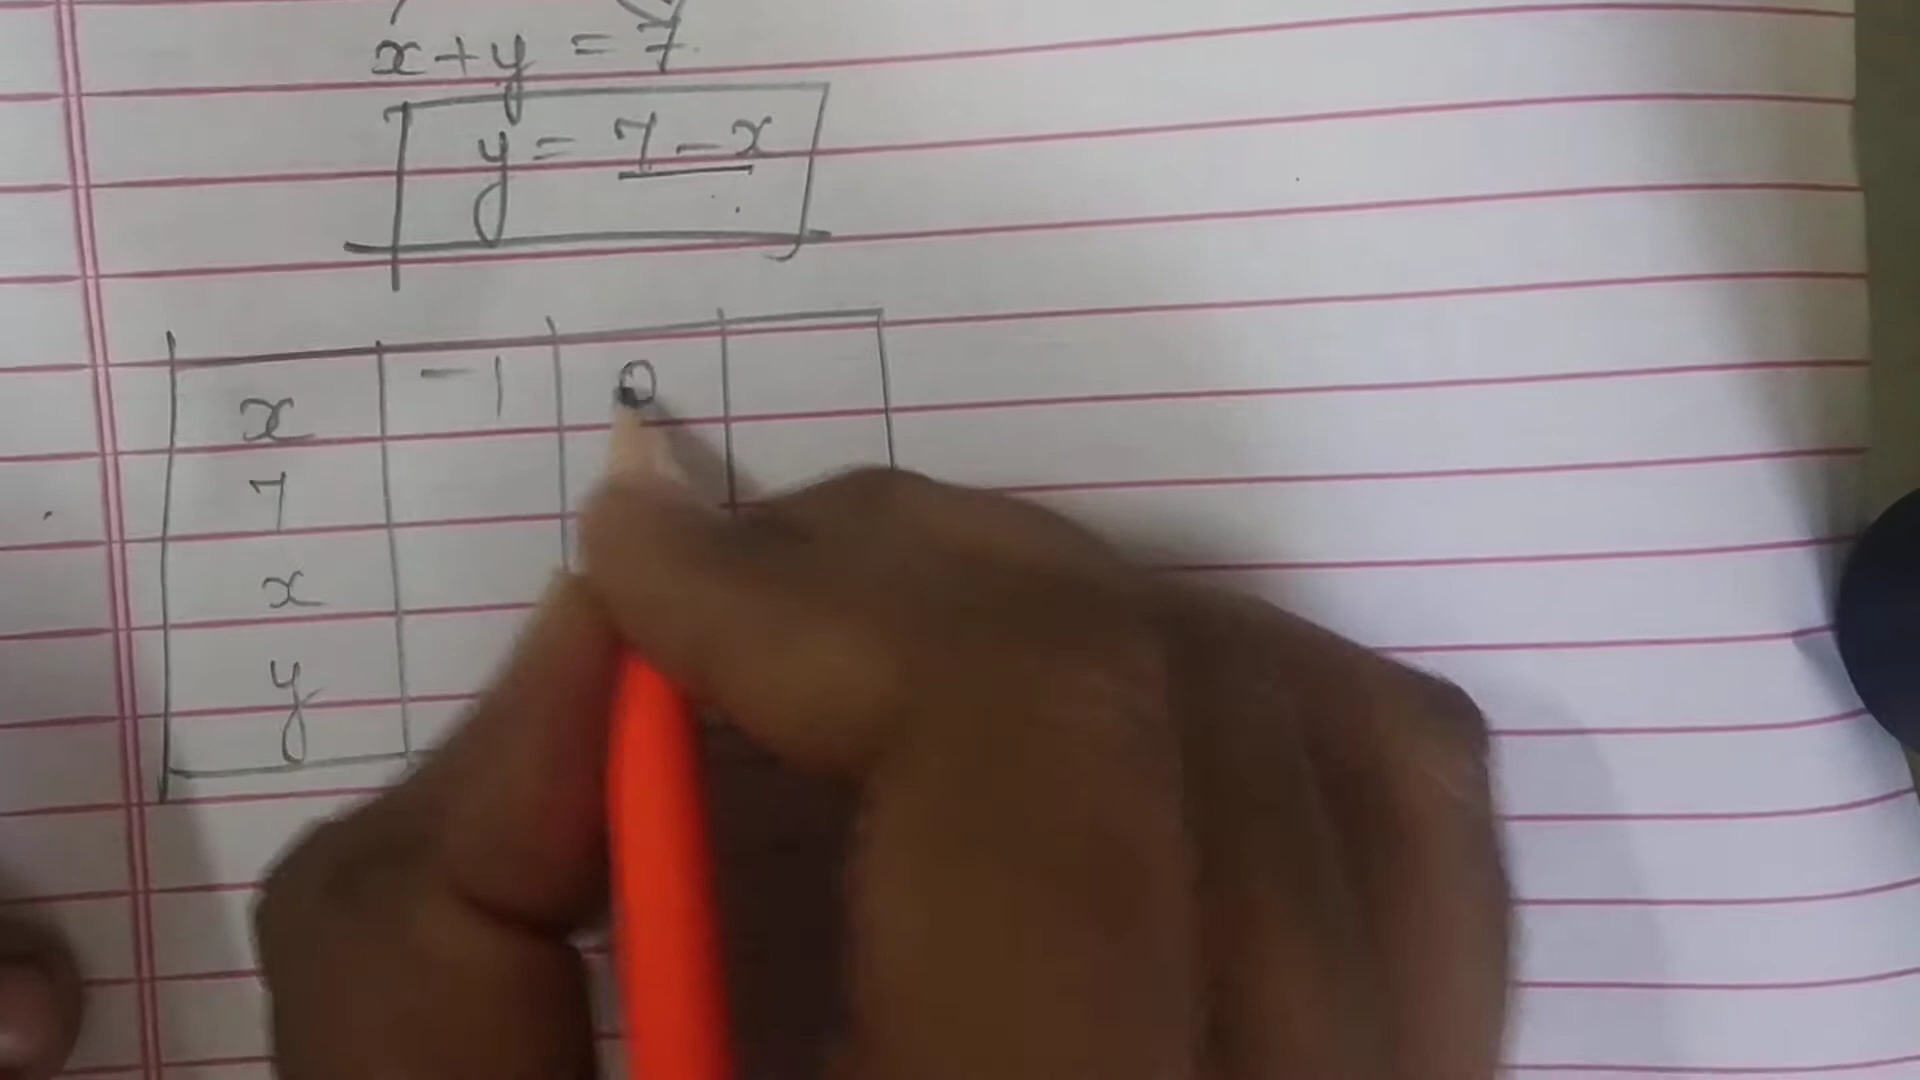 x + y = 7
y = 7 - x
x -1 0
7
x
y